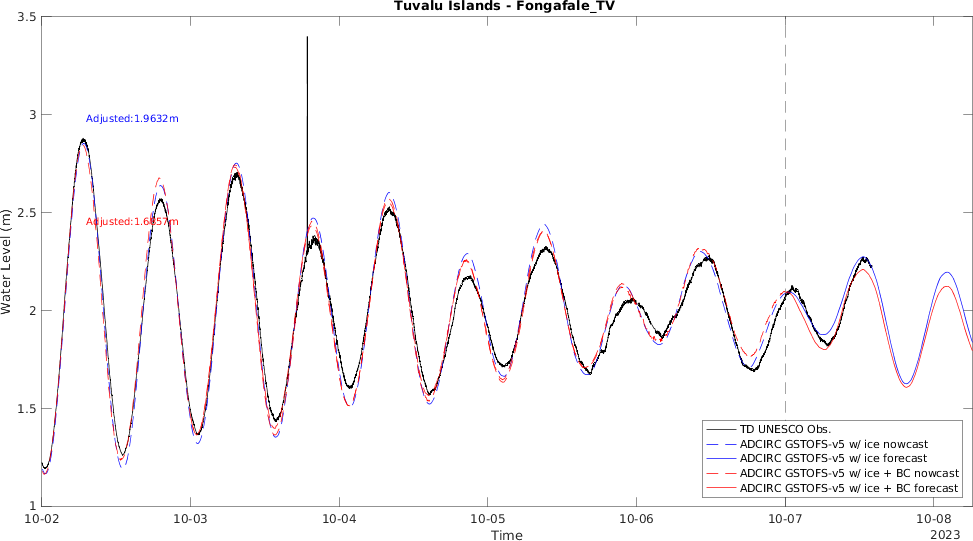 Tuvalu Islands - Fongafale_TV
3.5
3
2.5
2
1.5
1
Water Level (m)
Adjusted:1.9632m
Adjusted:1.6657m
TD UNESCO Obs.
ADCIRC GSTOFS-v5 w/ ice nowcast
ADCIRC GSTOFS-v5 w/ ice forecast
ADCIRC GSTOFS-v5 w/ ice + BC nowcast
ADCIRC GSTOFS-v5 w/ ice + BC forecast
10-02 10-03 10-04 10-05 10-06 10-07 10-08
Time
2023